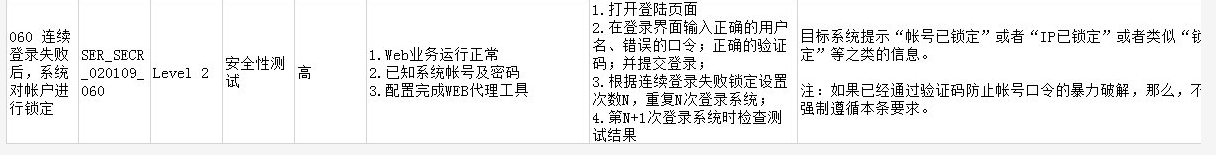 060 连续
登录失败
后，系统
对帐户进
行锁定
SER_SECR
_020109_
060
Level 2
安全性测
试
高
1.Web业务运行正常
2.已知系统帐号及密码
3.配置完成WEB代理工具
1.打开登陆页面
2.在登录界面输入正确的用户
名、错误的口令；正确的验证
码；并提交登录；
3.根据连续登录失败锁定设置
次数N，重复N次登录系统；
4.第N+1次登录系统时检查测
试结果
目标系统提示“帐号已锁定”或者“IP已锁定”或者类似“锁
定”等之类的信息。
注：如果已经通过验证码防止帐号口令的暴力破解，那么，不
强制遵循本条要求。